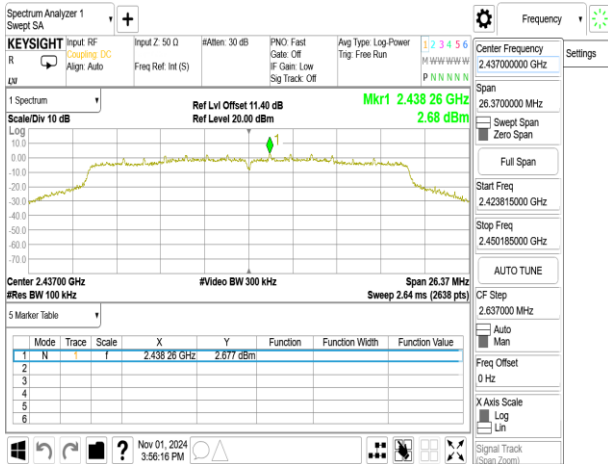 Spectrum Analyzer 1
Swept SA
Frequency
KEYSIGHT
R
Input: RF
Coupling: DC
Align: Auto
Input Z: 50 Ω
Freq Ref: Int (S)
#Atten: 30 dB
PNO: Fast
Gate: Off
IF Gain: Low
Sig Track: Off
Avg Type: Log-Power
Trig: Free Run
1 2 3 4 5 6
M W W W W W
P N N N N N
1 Spectrum
Scale/Div 10 dB
Ref Lvl Offset 11.40 dB
Ref Level 20.00 dBm
Mkr1 2.438 26 GHz
2.68 dBm
Log
10.0
0.00
-10.0
-20.0
-30.0
-40.0
-50.0
-60.0
-70.0
1
Center 2.43700 GHz
#Res BW 100 kHz
#Video BW 300 kHz
Span 26.37 MHz
Sweep 2.64 ms (2638 pts)
5 Marker Table
Mode Trace Scale X Y Function Function Width Function Value
1 N 1 f 2.438 26 GHz 2.677 dBm
2
3
4
5
6
Nov 01, 2024
3:56:16 PM
Center Frequency
2.437000000 GHz
Settings
Span
26.3700000 MHz
Swept Span
Zero Span
Full Span
Start Freq
2.423815000 GHz
Stop Freq
2.450185000 GHz
AUTO TUNE
CF Step
2.637000 MHz
Auto
Man
Freq Offset
0 Hz
X Axis Scale
Log
Lin
Signal Track
(Span Zoom)